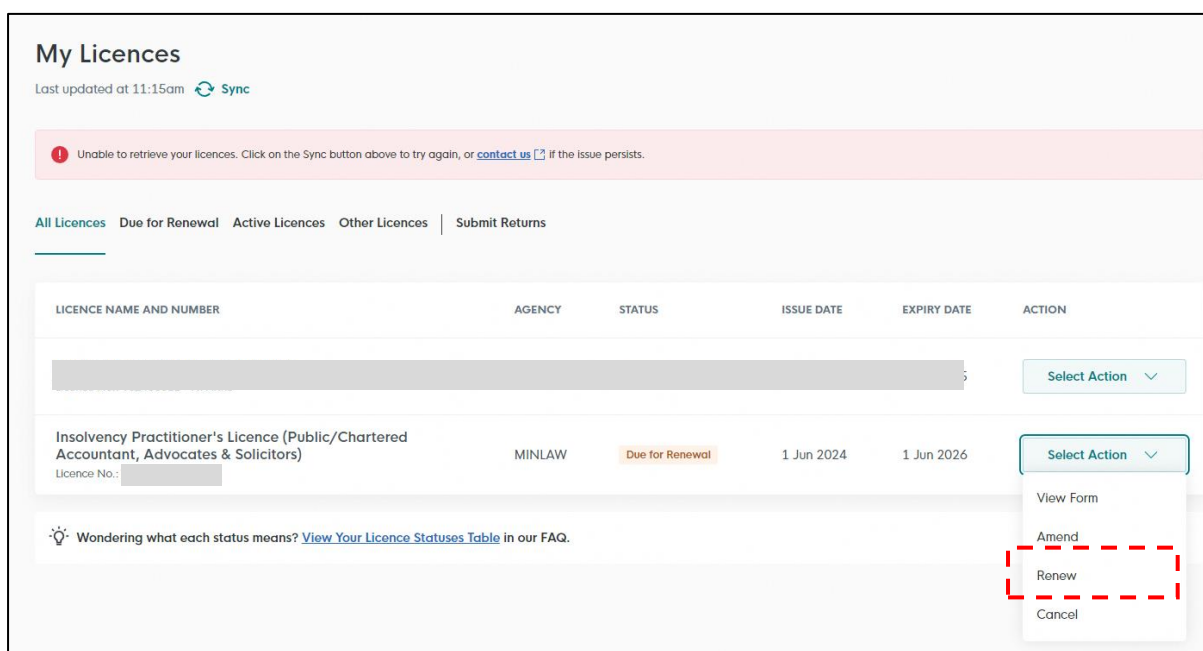 My Licences
Last updated at 11:15am Sync
Unable to retrieve your licences. Click on the Sync button above to try again, or contact us if the issue persists.
All Licences Due for Renewal Active Licences Other Licences Submit Returns
LICENCE NAME AND NUMBER AGENCY STATUS ISSUE DATE EXPIRY DATE ACTION
Select Action
Insolvency Practitioner's Licence (Public/Chartered
Accountant, Advocates & Solicitors) MINLAW Due for Renewal 1 Jun 2024 1 Jun 2026 Select Action
Licence No.:
View Form
Wondering what each status means? View Your Licence Statuses Table in our FAQ.
Amend
Renew
Cancel